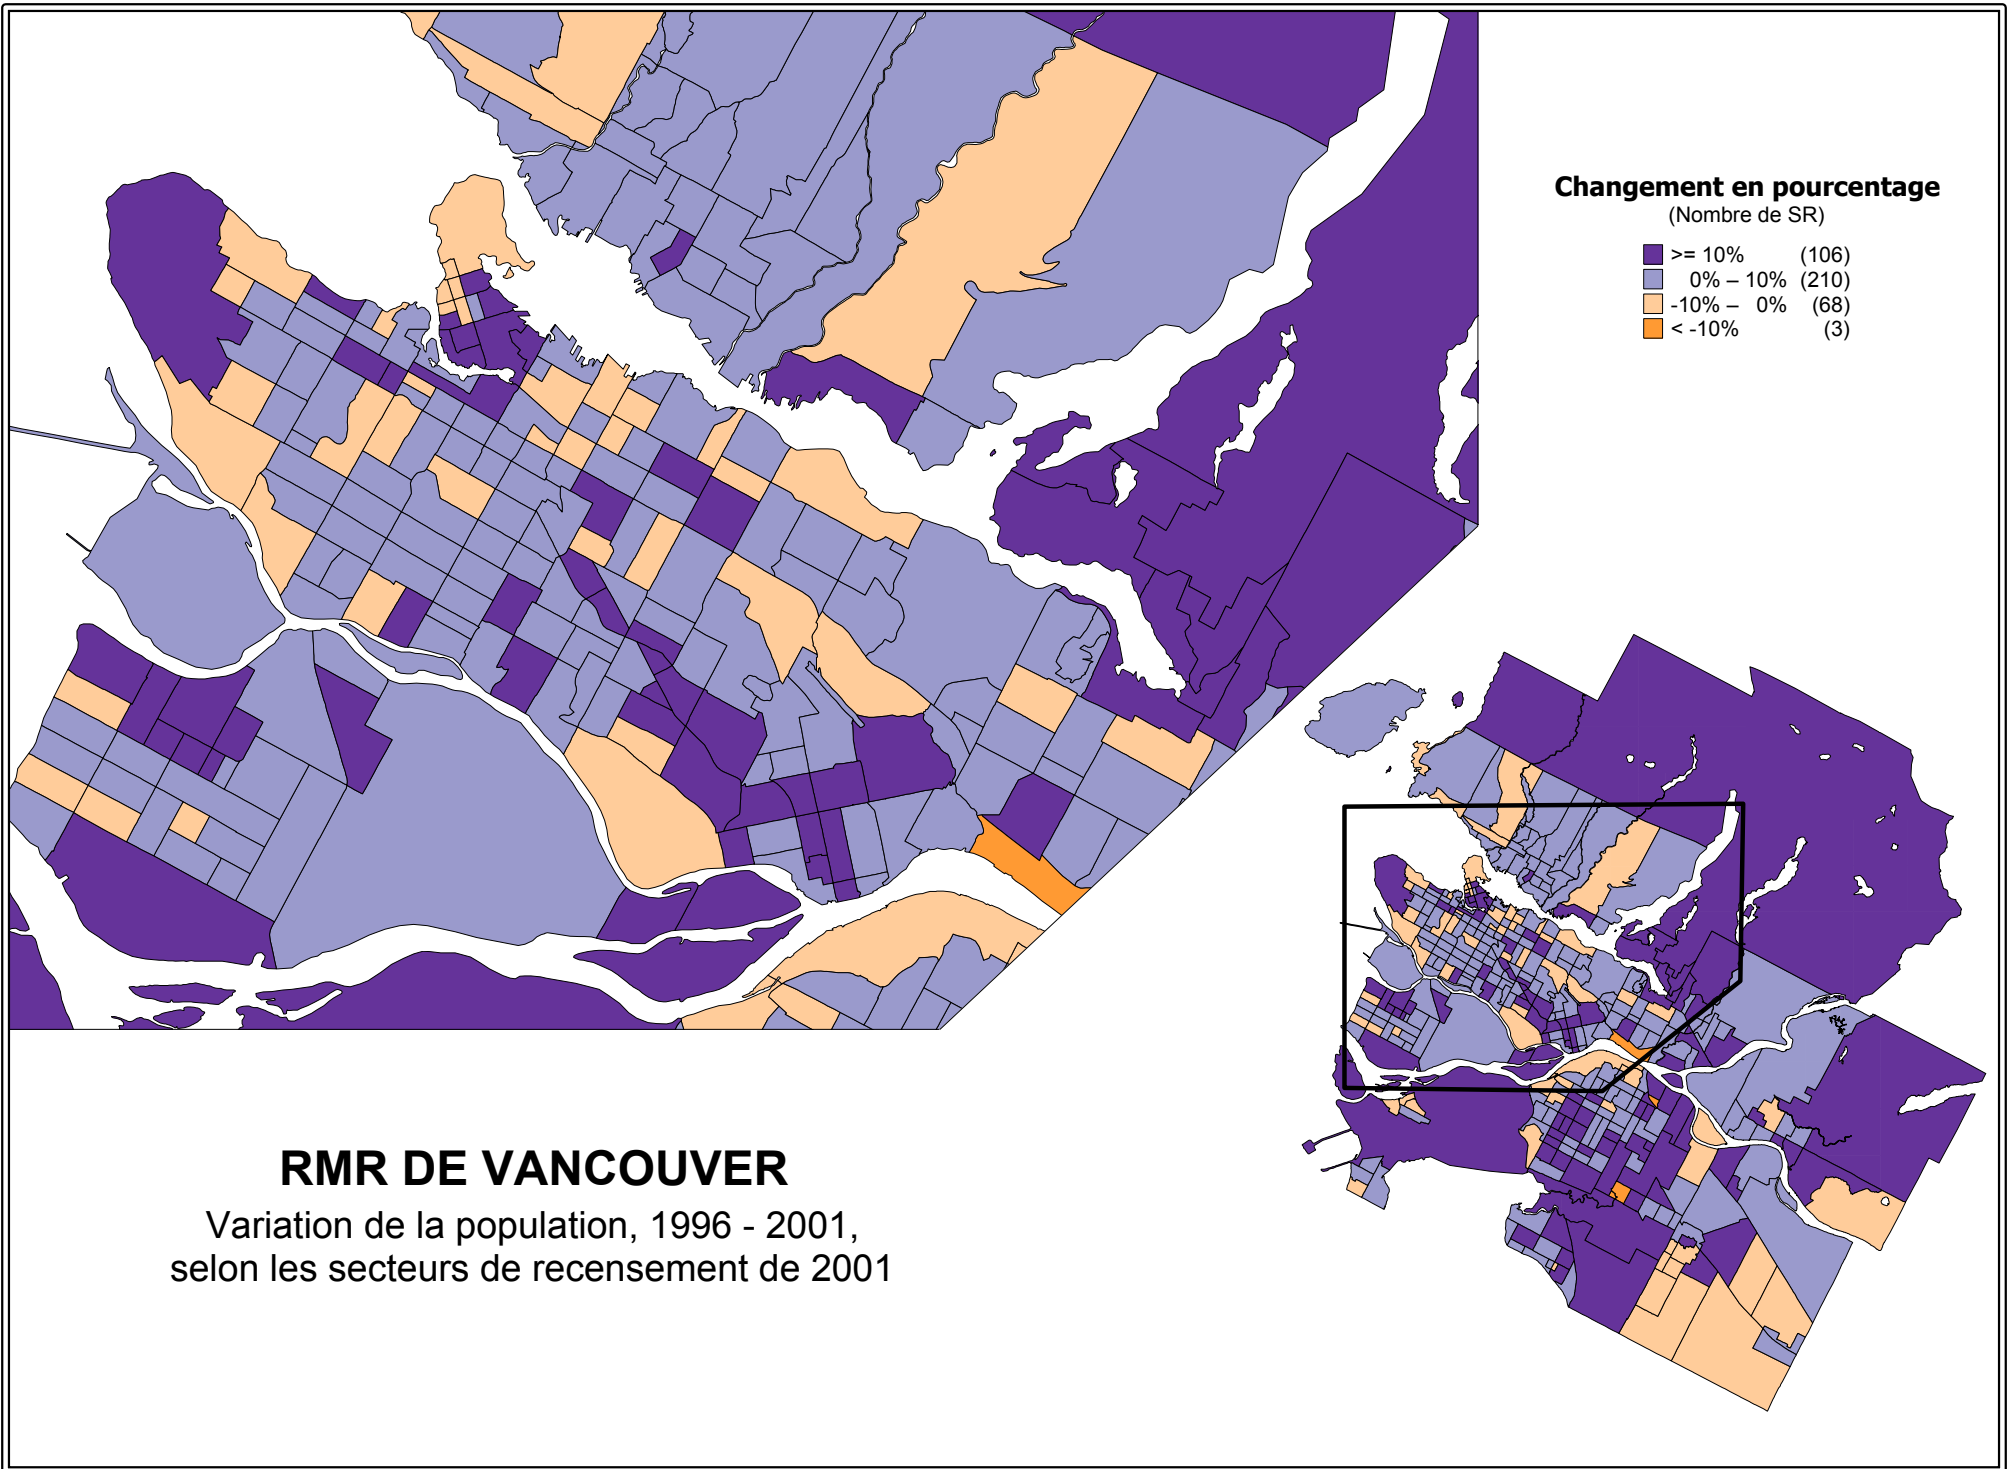 Changement en pourcentage
(Nombre de SR)
>= 10% (106)
0% – 10% (210)
-10% – 0% (68)
< -10% (3)
RMR DE VANCOUVER
Variation de la population, 1996 - 2001,
selon les secteurs de recensement de 2001